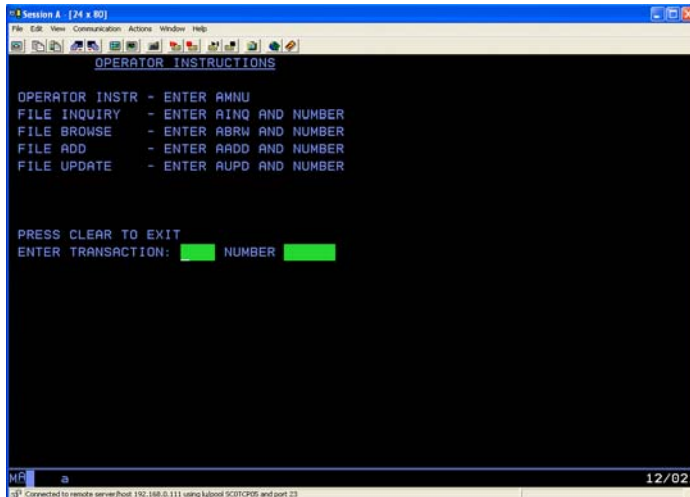 Session A - [24 x 80]
File Edit View Communication Actions Window Help
OPERATOR INSTRUCTIONS
OPERATOR INSTR - ENTER AMNU
FILE INQUIRY - ENTER AINQ AND NUMBER
FILE BROWSE - ENTER ABRW AND NUMBER
FILE ADD - ENTER AADD AND NUMBER
FILE UPDATE - ENTER AUPD AND NUMBER
PRESS CLEAR TO EXIT
ENTER TRANSACTION: NUMBER
MA a 12/02
Connected to remote server/host 192.168.0.111 using lu/pool SC0TCP05 and port 23